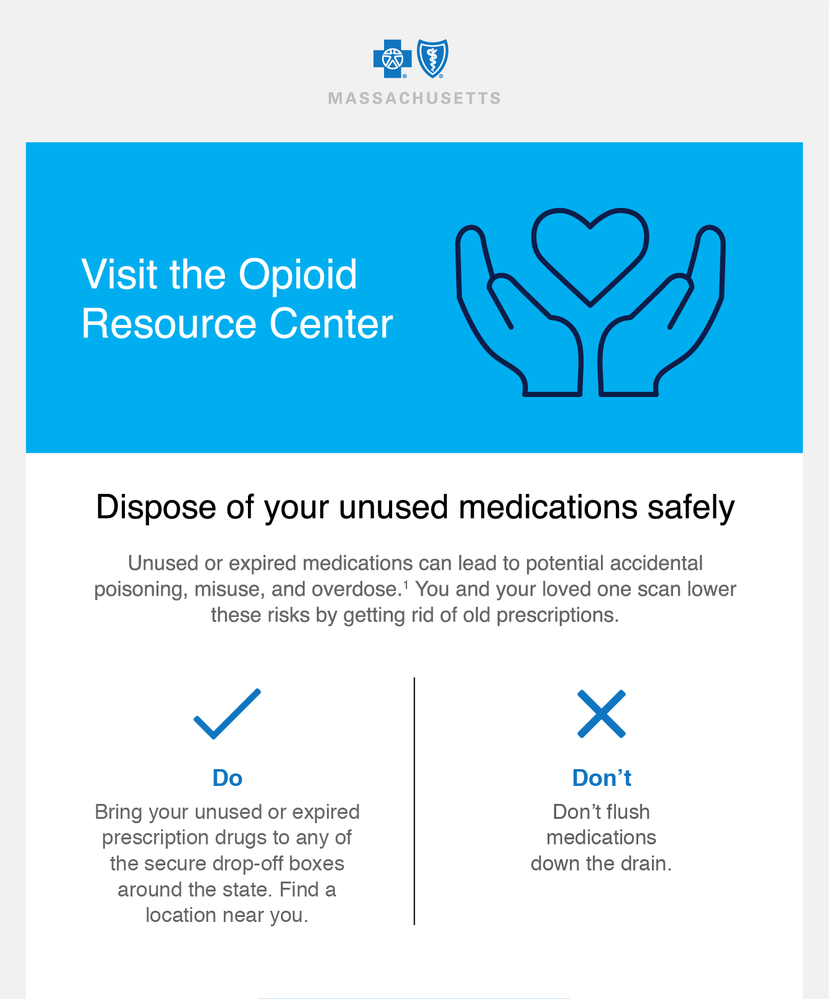 MASSACHUSETTS
Visit the Opioid
Resource Center
Dispose of your unused medications safely
Unused or expired medications can lead to potential accidental
poisoning, misuse, and overdose.¹ You and your loved one scan lower
these risks by getting rid of old prescriptions.
Do
Bring your unused or expired
prescription drugs to any of
the secure drop-off boxes
around the state. Find a
location near you.
Don’t
Don’t flush
medications
down the drain.